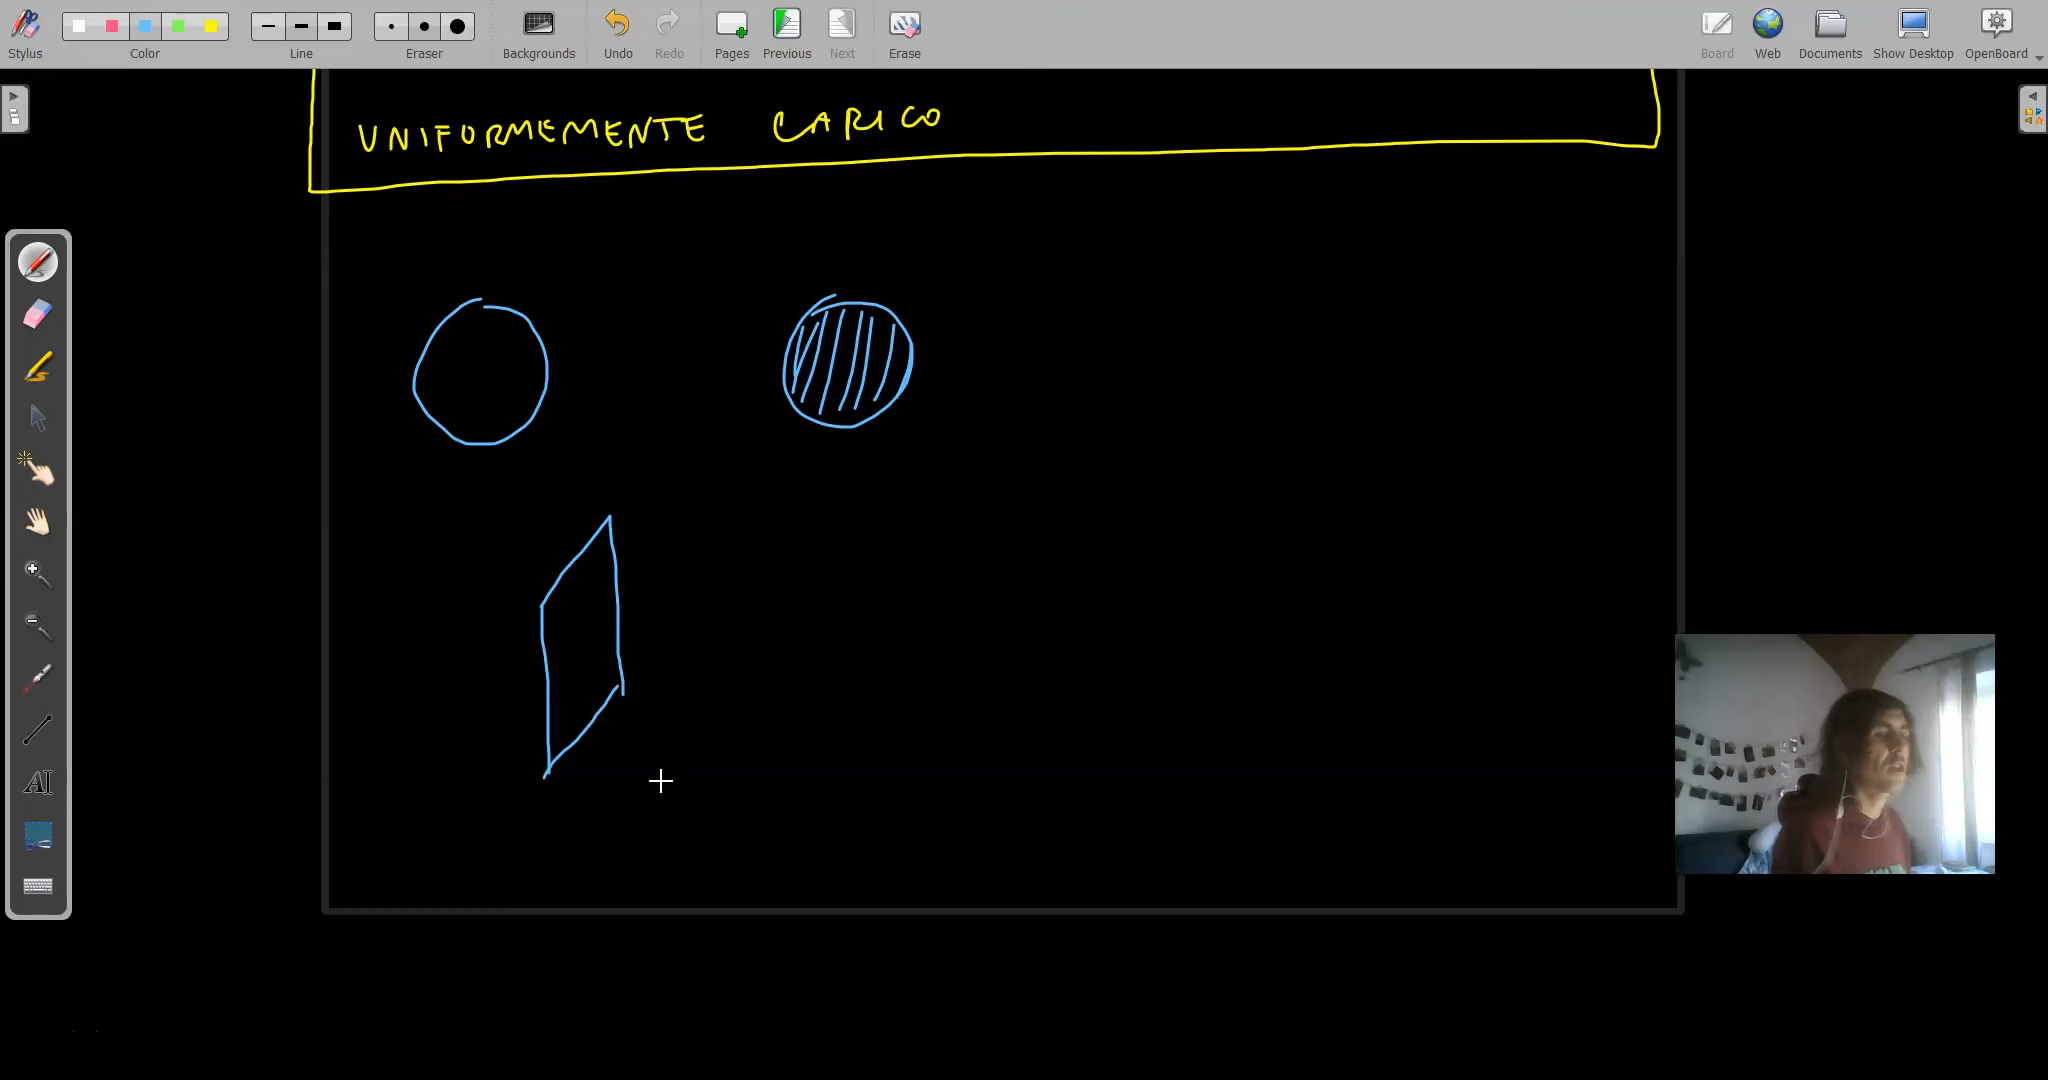 Stylus Color Line Eraser Backgrounds Undo Redo Pages Previous Next Erase Board Web Documents Show Desktop OpenBoard
UNIFORMEMENTE CARICO
AI